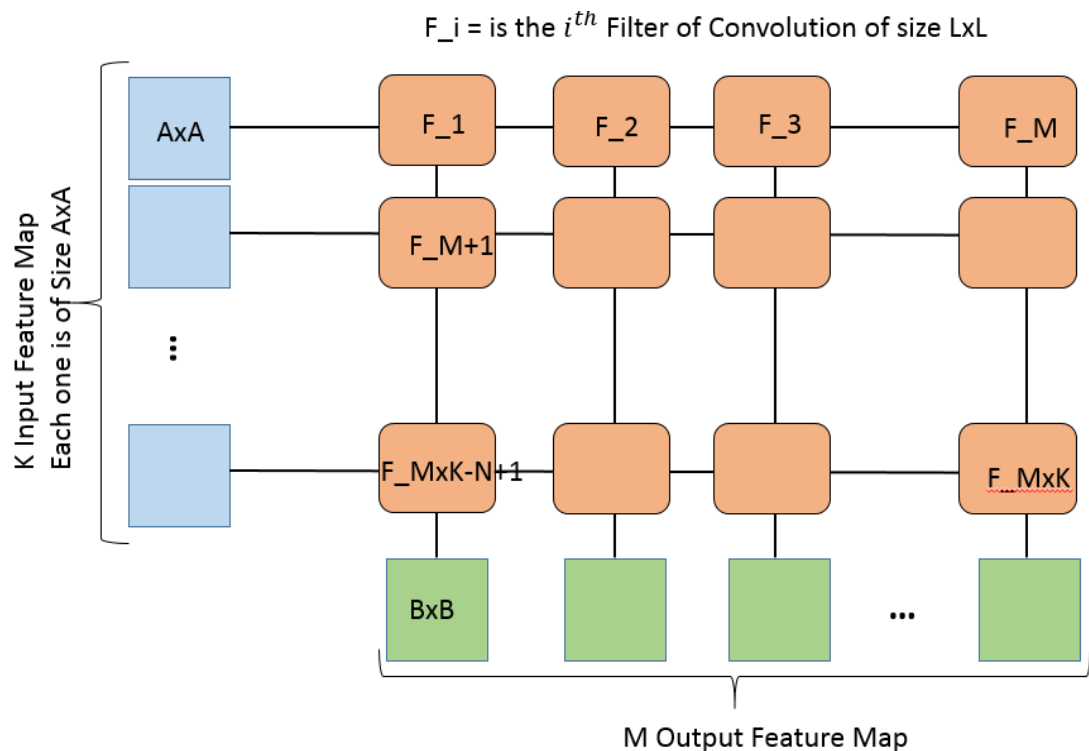 F_i = is the i^th Filter of Convolution of size LxL
K Input Feature Map
Each one is of Size AxA
AxA
F_1
F_2
F_3
F_M
F_M+1
...
F_MxK-N+1
F_MxK
BxB
...
M Output Feature Map